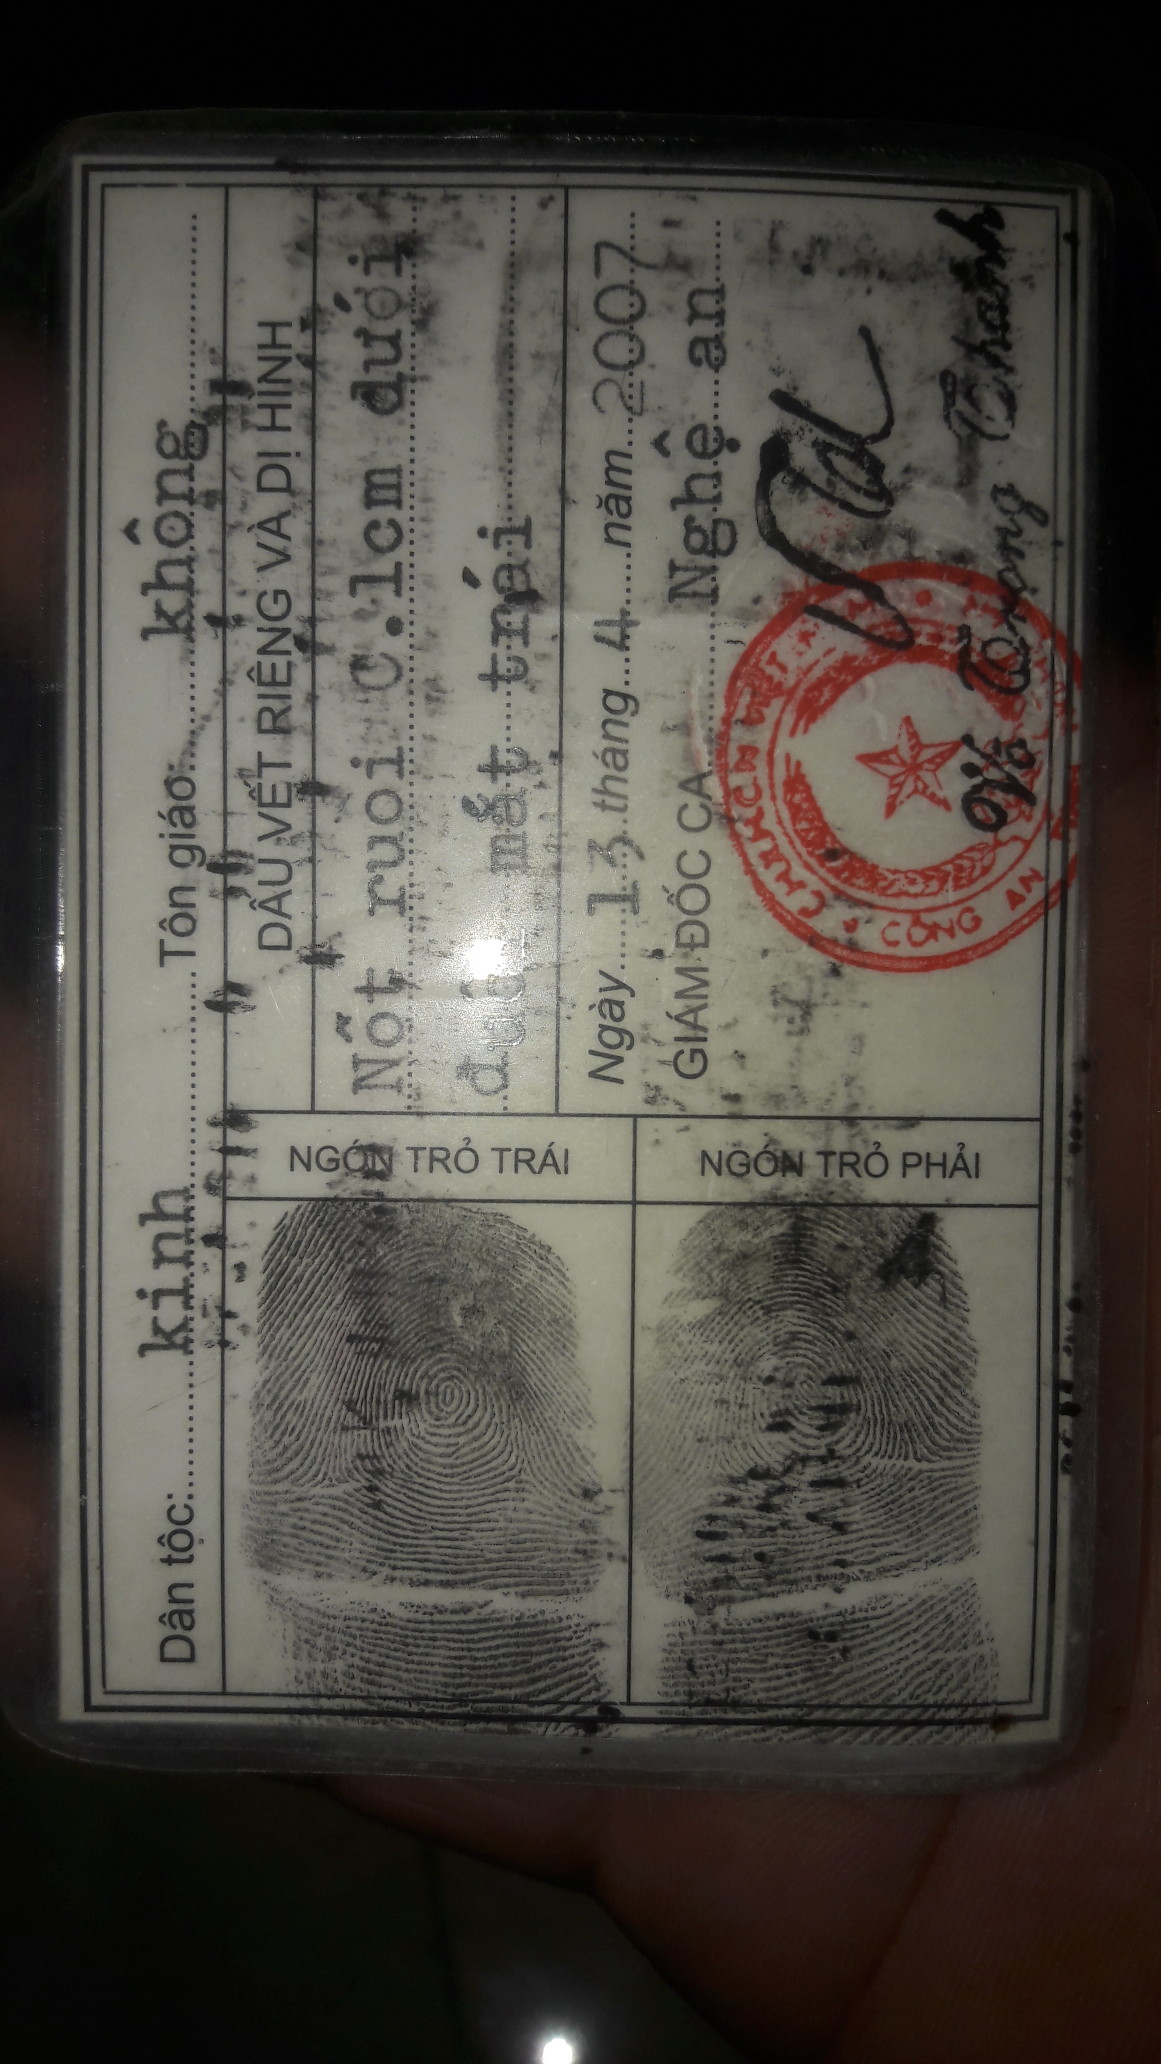 Dân tộc: kinh Tôn giáo: không
DẤU VẾT RIÊNG VÀ DỊ HÌNH
Nốt ruồi C.1cm dưới
đuôi mắt trái
Ngày 13 tháng 4 năm 2007
GIÁM ĐỐC CA Nghệ an
NGÓN TRỎ TRÁI
NGÓN TRỎ PHẢI
CHXHCN VIỆT
CÔNG AN